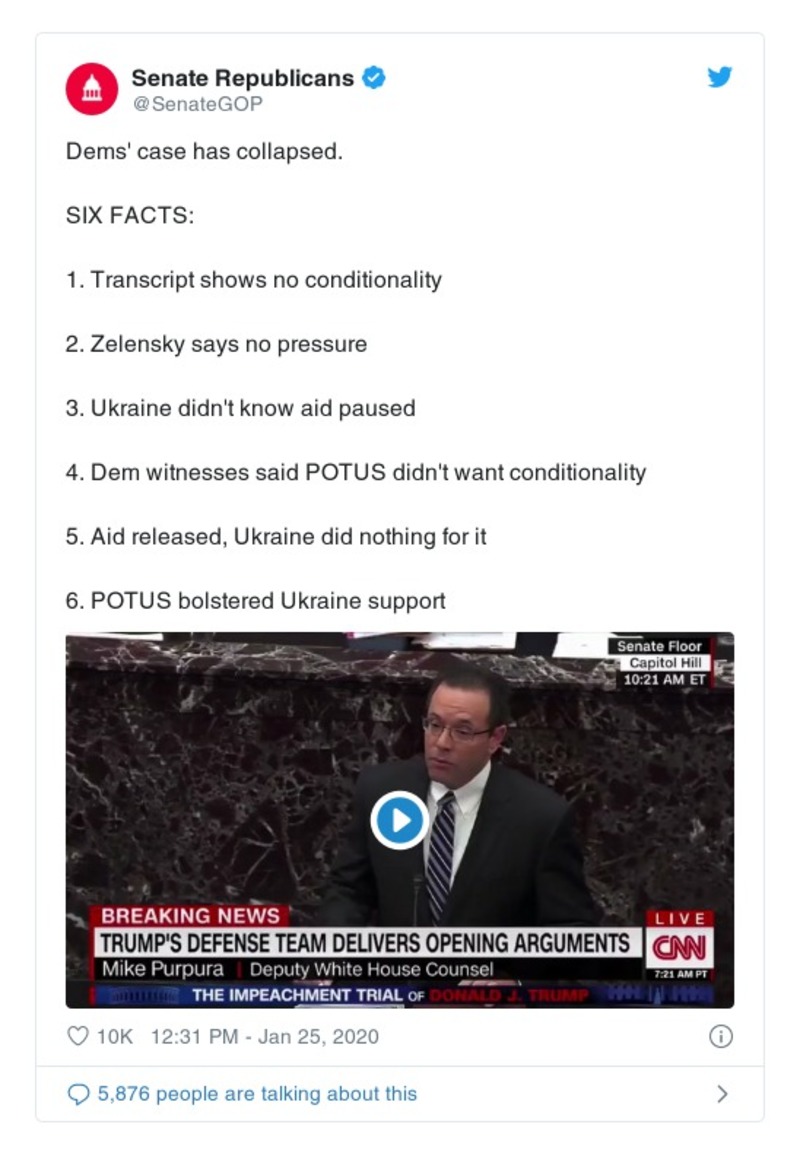 Senate Republicans
@SenateGOP
Dems' case has collapsed.
SIX FACTS:
1. Transcript shows no conditionality
2. Zelensky says no pressure
3. Ukraine didn't know aid paused
4. Dem witnesses said POTUS didn't want conditionality
5. Aid released, Ukraine did nothing for it
6. POTUS bolstered Ukraine support
Senate Floor
Capitol Hill
10:21 AM ET
BREAKING NEWS
TRUMP'S DEFENSE TEAM DELIVERS OPENING ARGUMENTS
Mike Purpura | Deputy White House Counsel
LIVE
CNN
7:21 AM PT
THE IMPEACHMENT TRIAL OF DONALD J. TRUMP
10K 12:31 PM - Jan 25, 2020
5,876 people are talking about this